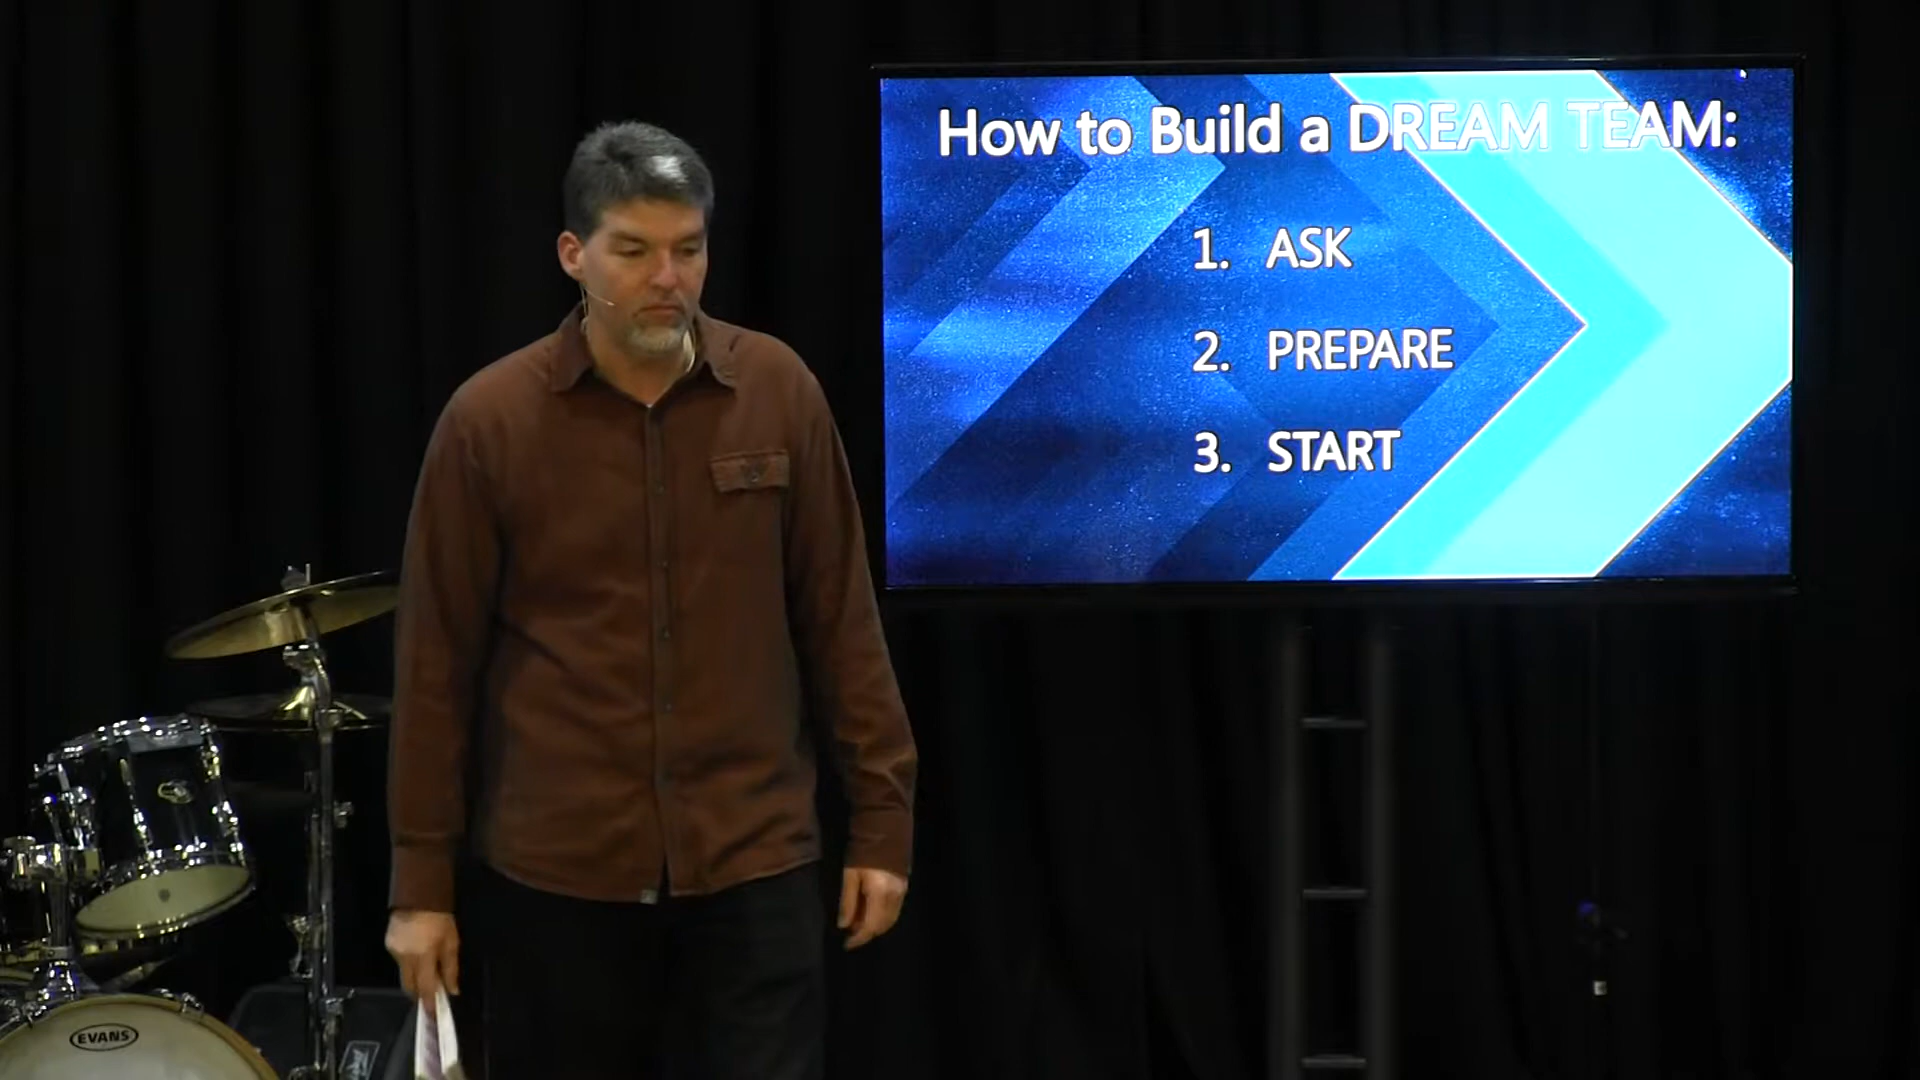 How to Build a DREAM TEAM:
1. ASK
2. PREPARE
3. START
EVANS